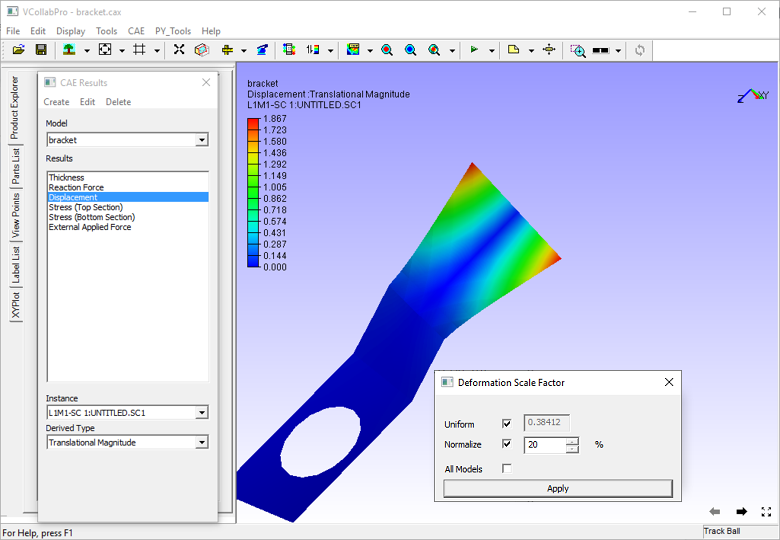 VCollabPro - bracket.cax
File Edit Display Tools CAE PY_Tools Help
Product Explorer
Parts List
View Points
Label List
XYPlot
CAE Results
Create Edit Delete
Model
bracket
Results
Thickness
Reaction Force
Displacement
Stress (Top Section)
Stress (Bottom Section)
External Applied Force
Instance
L1M1-SC 1:UNTITLED.SC1
Derived Type
Translational Magnitude
bracket
Displacement :Translational Magnitude
L1M1-SC 1:UNTITLED.SC1
1.867
1.723
1.580
1.436
1.292
1.149
1.005
0.862
0.718
0.574
0.431
0.287
0.144
0.000
Z XY
Deformation Scale Factor
Uniform 0.38412
Normalize 20 %
All Models
Apply
For Help, press F1
Track Ball